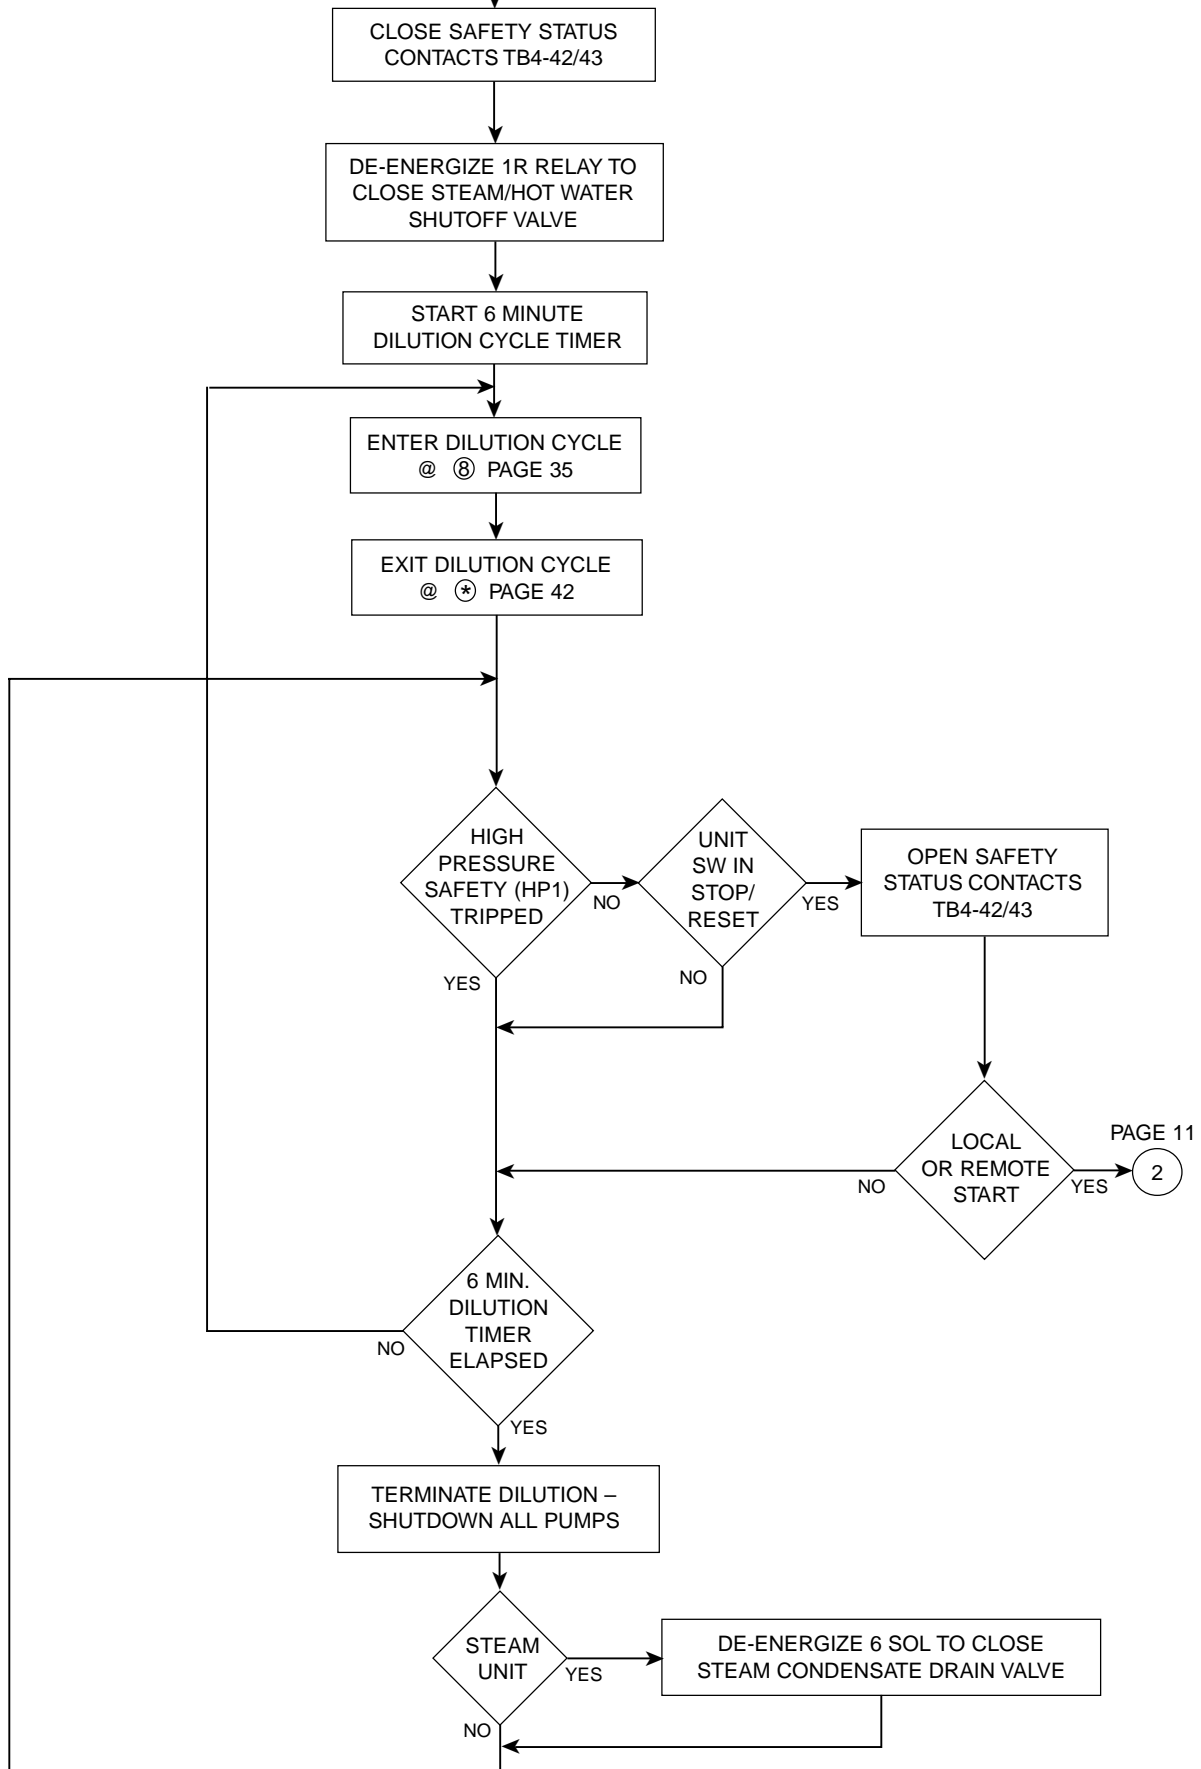 CLOSE SAFETY STATUS
CONTACTS TB4-42/43
DE-ENERGIZE 1R RELAY TO
CLOSE STEAM/HOT WATER
SHUTOFF VALVE
START 6 MINUTE
DILUTION CYCLE TIMER
ENTER DILUTION CYCLE
@ ⑧ PAGE 35
EXIT DILUTION CYCLE
@ ⊛ PAGE 42
HIGH
PRESSURE
SAFETY (HP1)
TRIPPED
NO
YES
UNIT
SW IN
STOP/
RESET
YES
NO
OPEN SAFETY
STATUS CONTACTS
TB4-42/43
LOCAL
OR REMOTE
START
NO
YES
PAGE 11
2
6 MIN.
DILUTION
TIMER
ELAPSED
NO
YES
TERMINATE DILUTION –
SHUTDOWN ALL PUMPS
STEAM
UNIT
YES
NO
DE-ENERGIZE 6 SOL TO CLOSE
STEAM CONDENSATE DRAIN VALVE